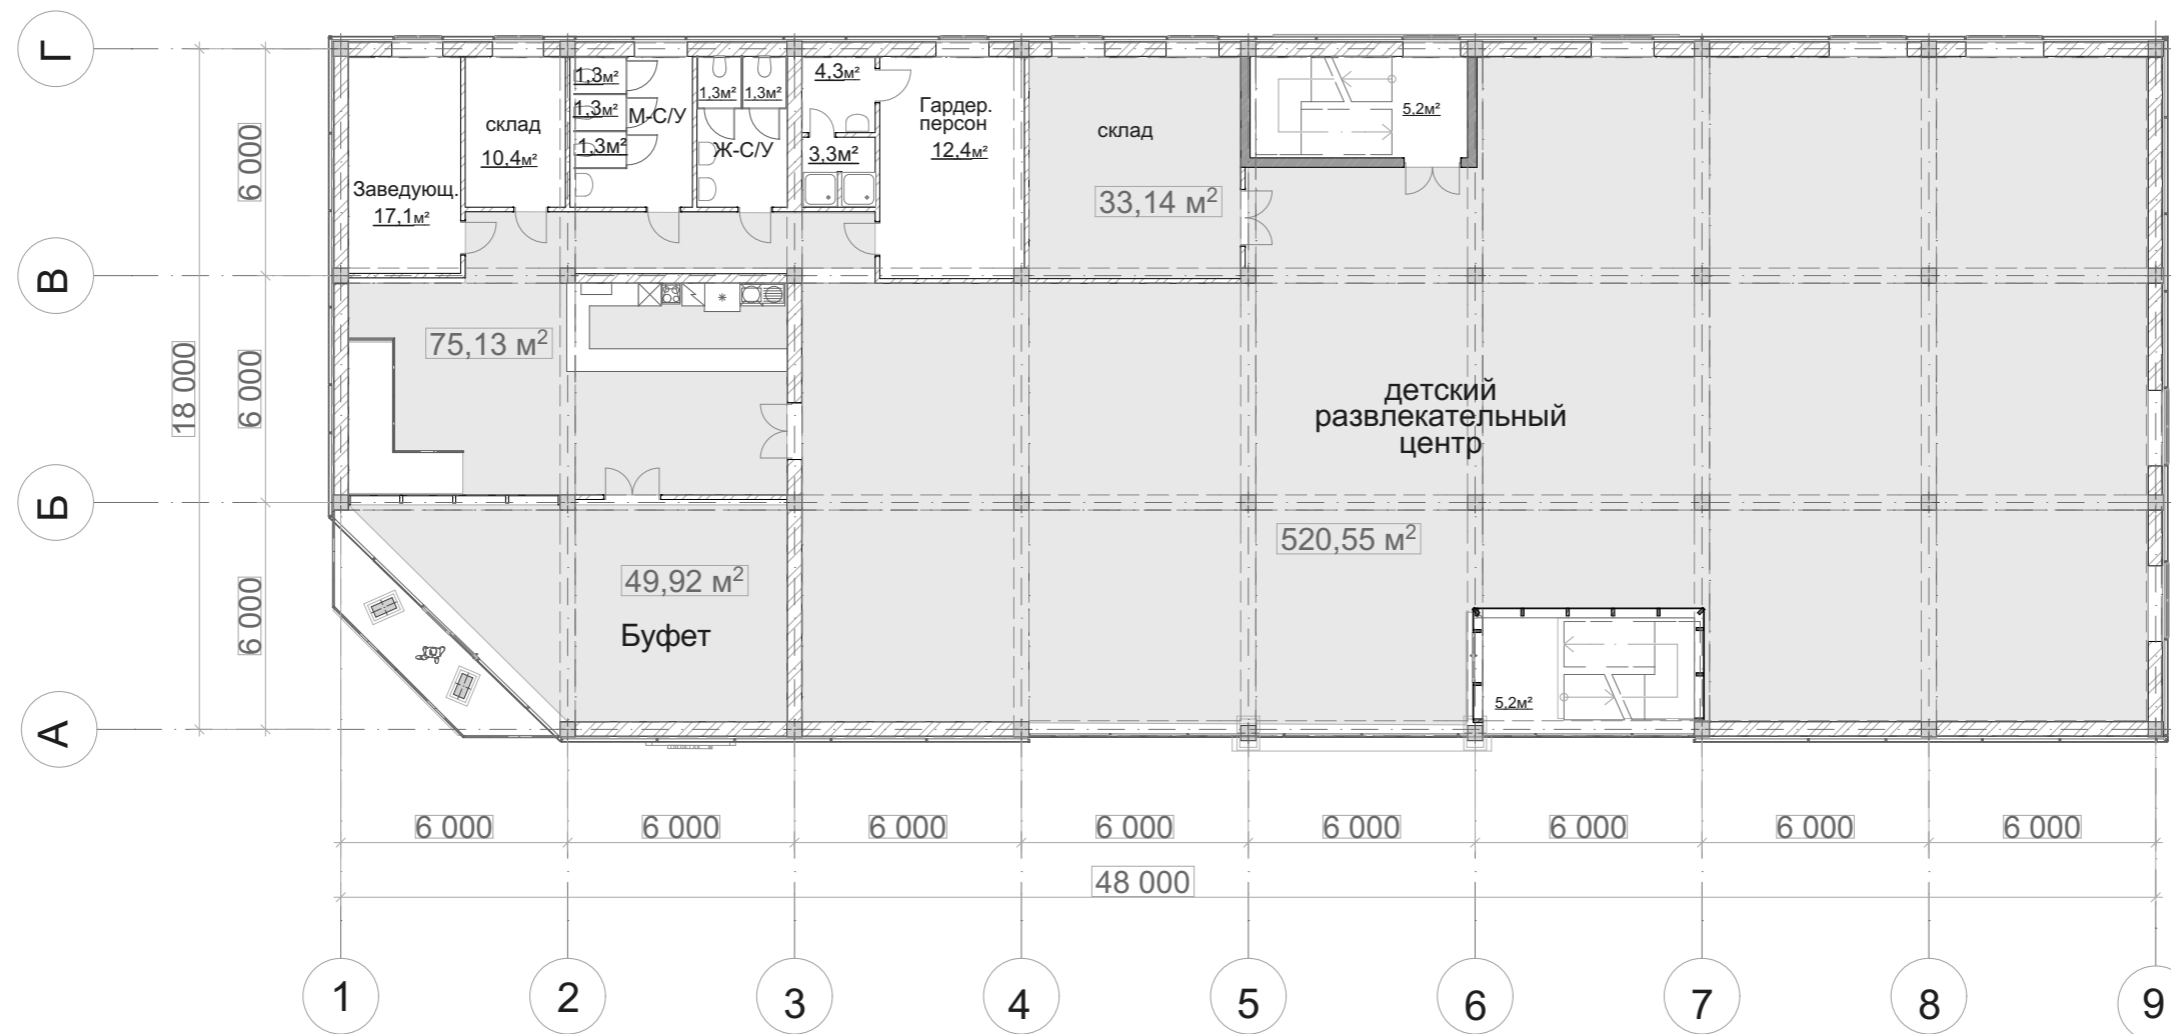 Г
В
Б
А
18 000
6 000
6 000
6 000
Заведующ.
17,1м²
склад
10,4м²
1,3м²
1,3м²
1,3м²
М-С/У
1,3м²
1,3м²
Ж-С/У
4,3м²
3,3м²
Гардер.
персон
12,4м²
склад
33,14 м²
5,2м²
75,13 м²
детский
развлекательный
центр
520,55 м²
49,92 м²
Буфет
5,2м²
6 000
6 000
6 000
6 000
6 000
6 000
6 000
6 000
48 000
1
2
3
4
5
6
7
8
9